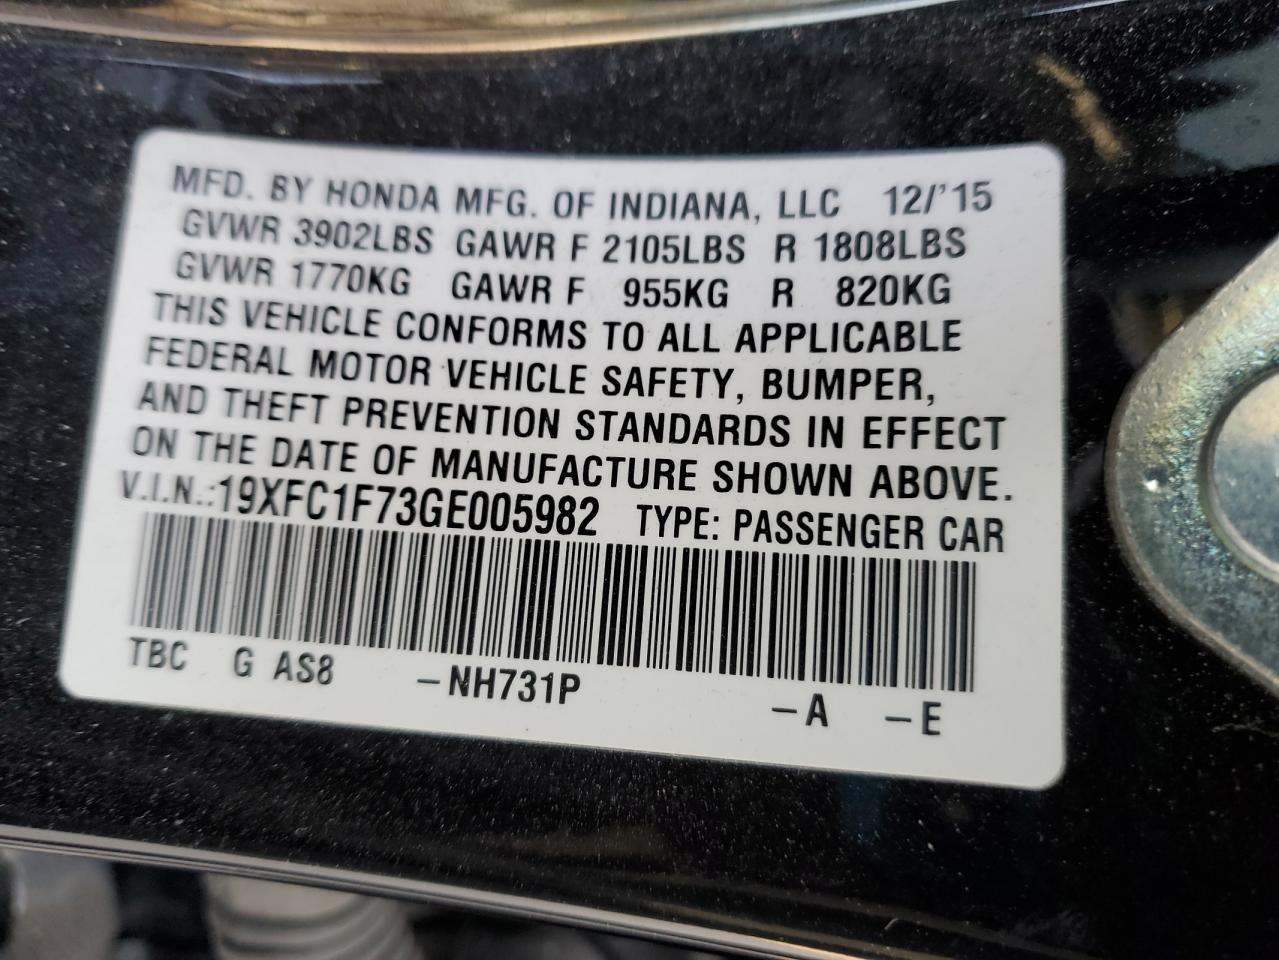 MFD. BY HONDA MFG. OF INDIANA, LLC 12/'15
GVWR 3902LBS GAWR F 2105LBS R 1808LBS
GVWR 1770KG GAWR F 955KG R 820KG
THIS VEHICLE CONFORMS TO ALL APPLICABLE
FEDERAL MOTOR VEHICLE SAFETY, BUMPER,
AND THEFT PREVENTION STANDARDS IN EFFECT
ON THE DATE OF MANUFACTURE SHOWN ABOVE.
V.I.N.:19XFC1F73GE005982 TYPE: PASSENGER CAR
TBC G AS8 -NH731P -A -E